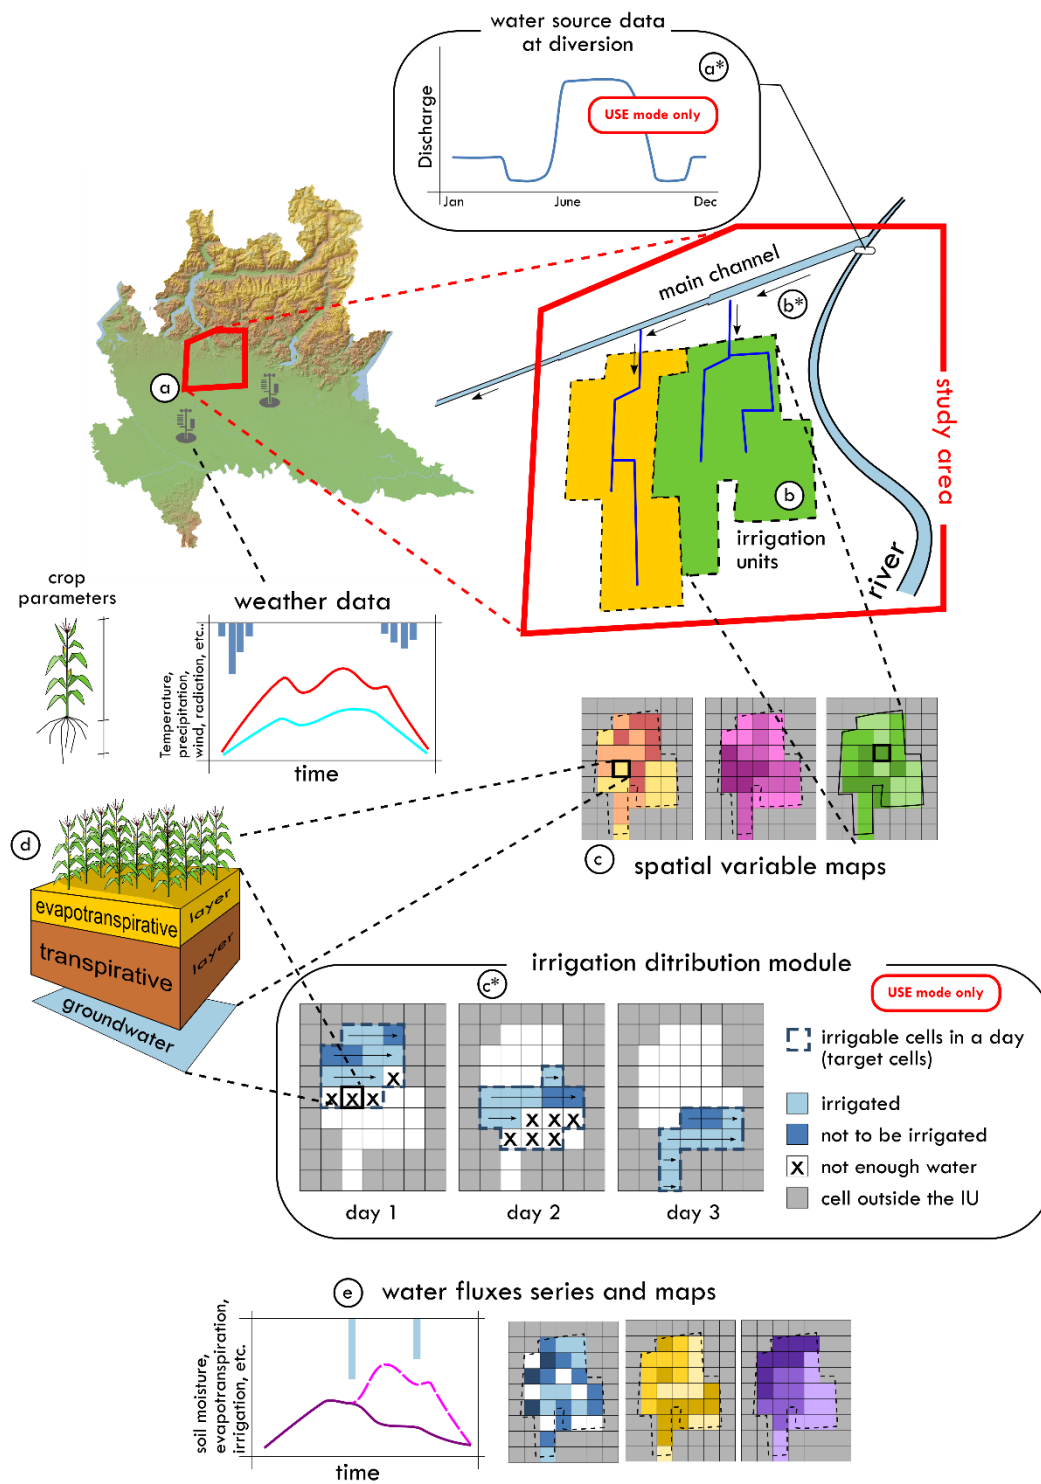 water source data
at diversion
a*
USE mode only
Discharge
Jan
June
Dec
main channel
b*
a
study area
b
irrigation
units
river
crop
parameters
weather data
Temperature,
precipitation,
wind, radiation, etc..
time
d
evapotranspirative
layer
transpirative
layer
groundwater
c
spatial variable maps
irrigation ditribution module
c*
USE mode only
irrigable cells in a day
(target cells)
X
X X X
irrigated
X X X
not to be irrigated
X X X
X
not enough water
cell outside the IU
day 1
day 2
day 3
e
water fluxes series and maps
soil moisture,
evapotranspiration,
irrigation, etc.
time